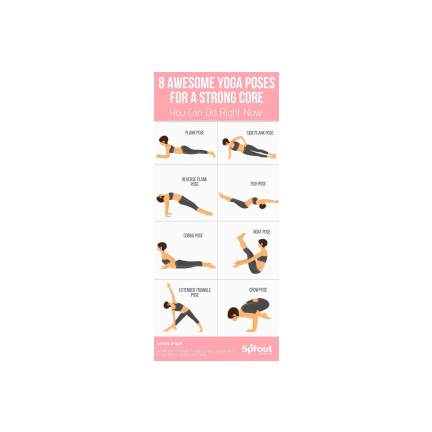 8 AWESOME YOGA POSES
FOR A STRONG CORE
You Can Do Right Now
PLANK POSE
SIDE PLANK POSE
REVERSE PLANK
POSE
FISH POSE
COBRA POSE
BOAT POSE
EXTENDED TRIANGLE
POSE
CROW POSE
Sprout